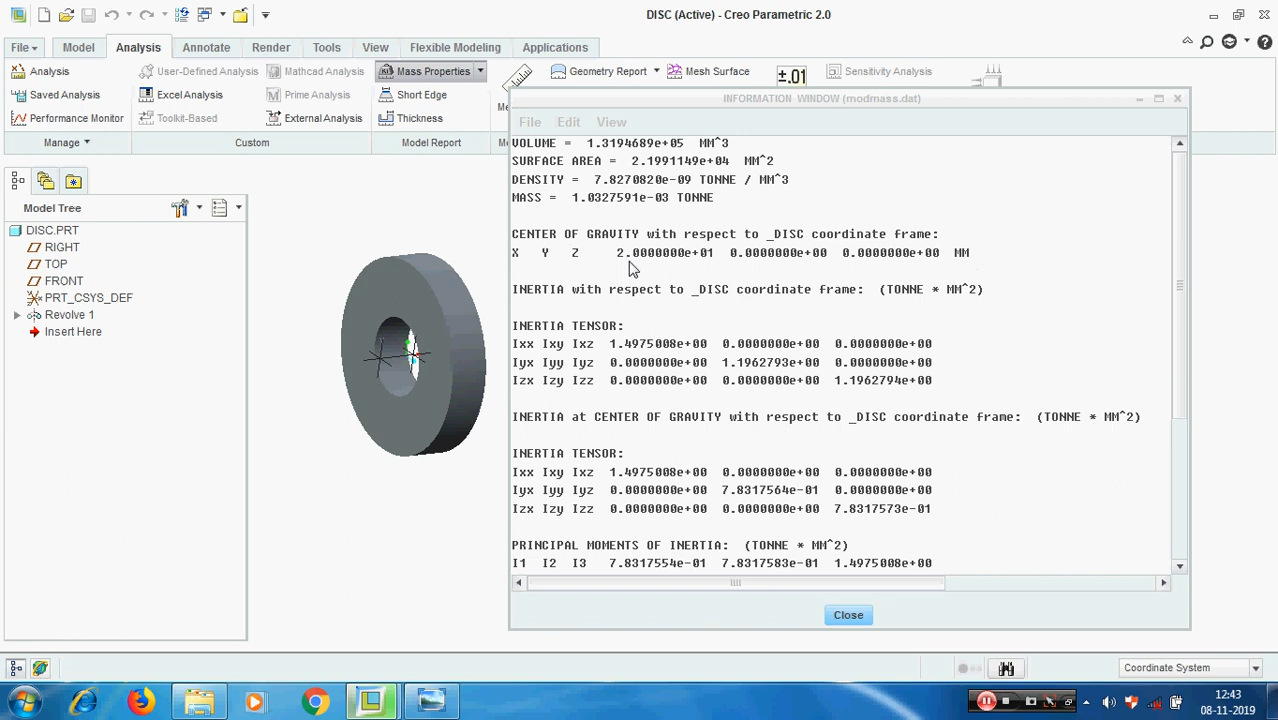 DISC (Active) - Creo Parametric 2.0
File Model Analysis Annotate Render Tools View Flexible Modeling Applications
Analysis User-Defined Analysis Mathcad Analysis Mass Properties Geometry Report Mesh Surface ±.01 Sensitivity Analysis
Saved Analysis Excel Analysis Prime Analysis Short Edge
Performance Monitor Toolkit-Based External Analysis Thickness
Manage Custom Model Report
INFORMATION WINDOW (modmass.dat)
File Edit View
VOLUME = 1.3194689e+05 MM^3
SURFACE AREA = 2.1991149e+04 MM^2
DENSITY = 7.8270820e-09 TONNE / MM^3
MASS = 1.0327591e-03 TONNE
CENTER OF GRAVITY with respect to _DISC coordinate frame:
X Y Z 2.0000000e+01 0.0000000e+00 0.0000000e+00 MM
INERTIA with respect to _DISC coordinate frame: (TONNE * MM^2)
INERTIA TENSOR:
Ixx Ixy Ixz 1.4975008e+00 0.0000000e+00 0.0000000e+00
Iyx Iyy Iyz 0.0000000e+00 1.1962793e+00 0.0000000e+00
Izx Izy Izz 0.0000000e+00 0.0000000e+00 1.1962794e+00
INERTIA at CENTER OF GRAVITY with respect to _DISC coordinate frame: (TONNE * MM^2)
INERTIA TENSOR:
Ixx Ixy Ixz 1.4975008e+00 0.0000000e+00 0.0000000e+00
Iyx Iyy Iyz 0.0000000e+00 7.8317564e-01 0.0000000e+00
Izx Izy Izz 0.0000000e+00 0.0000000e+00 7.8317573e-01
PRINCIPAL MOMENTS OF INERTIA: (TONNE * MM^2)
I1 I2 I3 7.8317554e-01 7.8317583e-01 1.4975008e+00
Close
Model Tree
DISC.PRT
RIGHT
TOP
FRONT
PRT_CSYS_DEF
Revolve 1
Insert Here
Coordinate System
12:43
08-11-2019